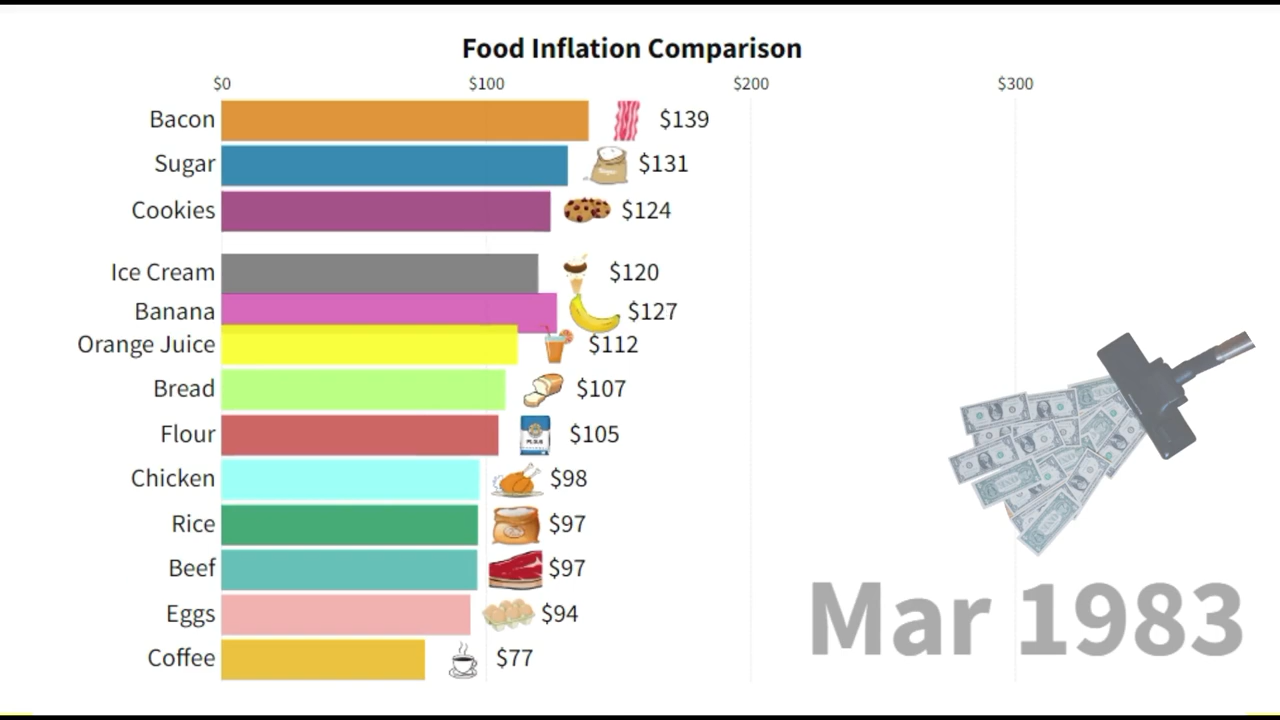 Food Inflation Comparison
$0 $100 $200 $300
Bacon $139
Sugar $131
Cookies $124
Ice Cream $120
Banana $127
Orange Juice $112
Bread $107
Flour $105
Chicken $98
Rice $97
Beef $97
Eggs $94
Coffee $77
Mar 1983